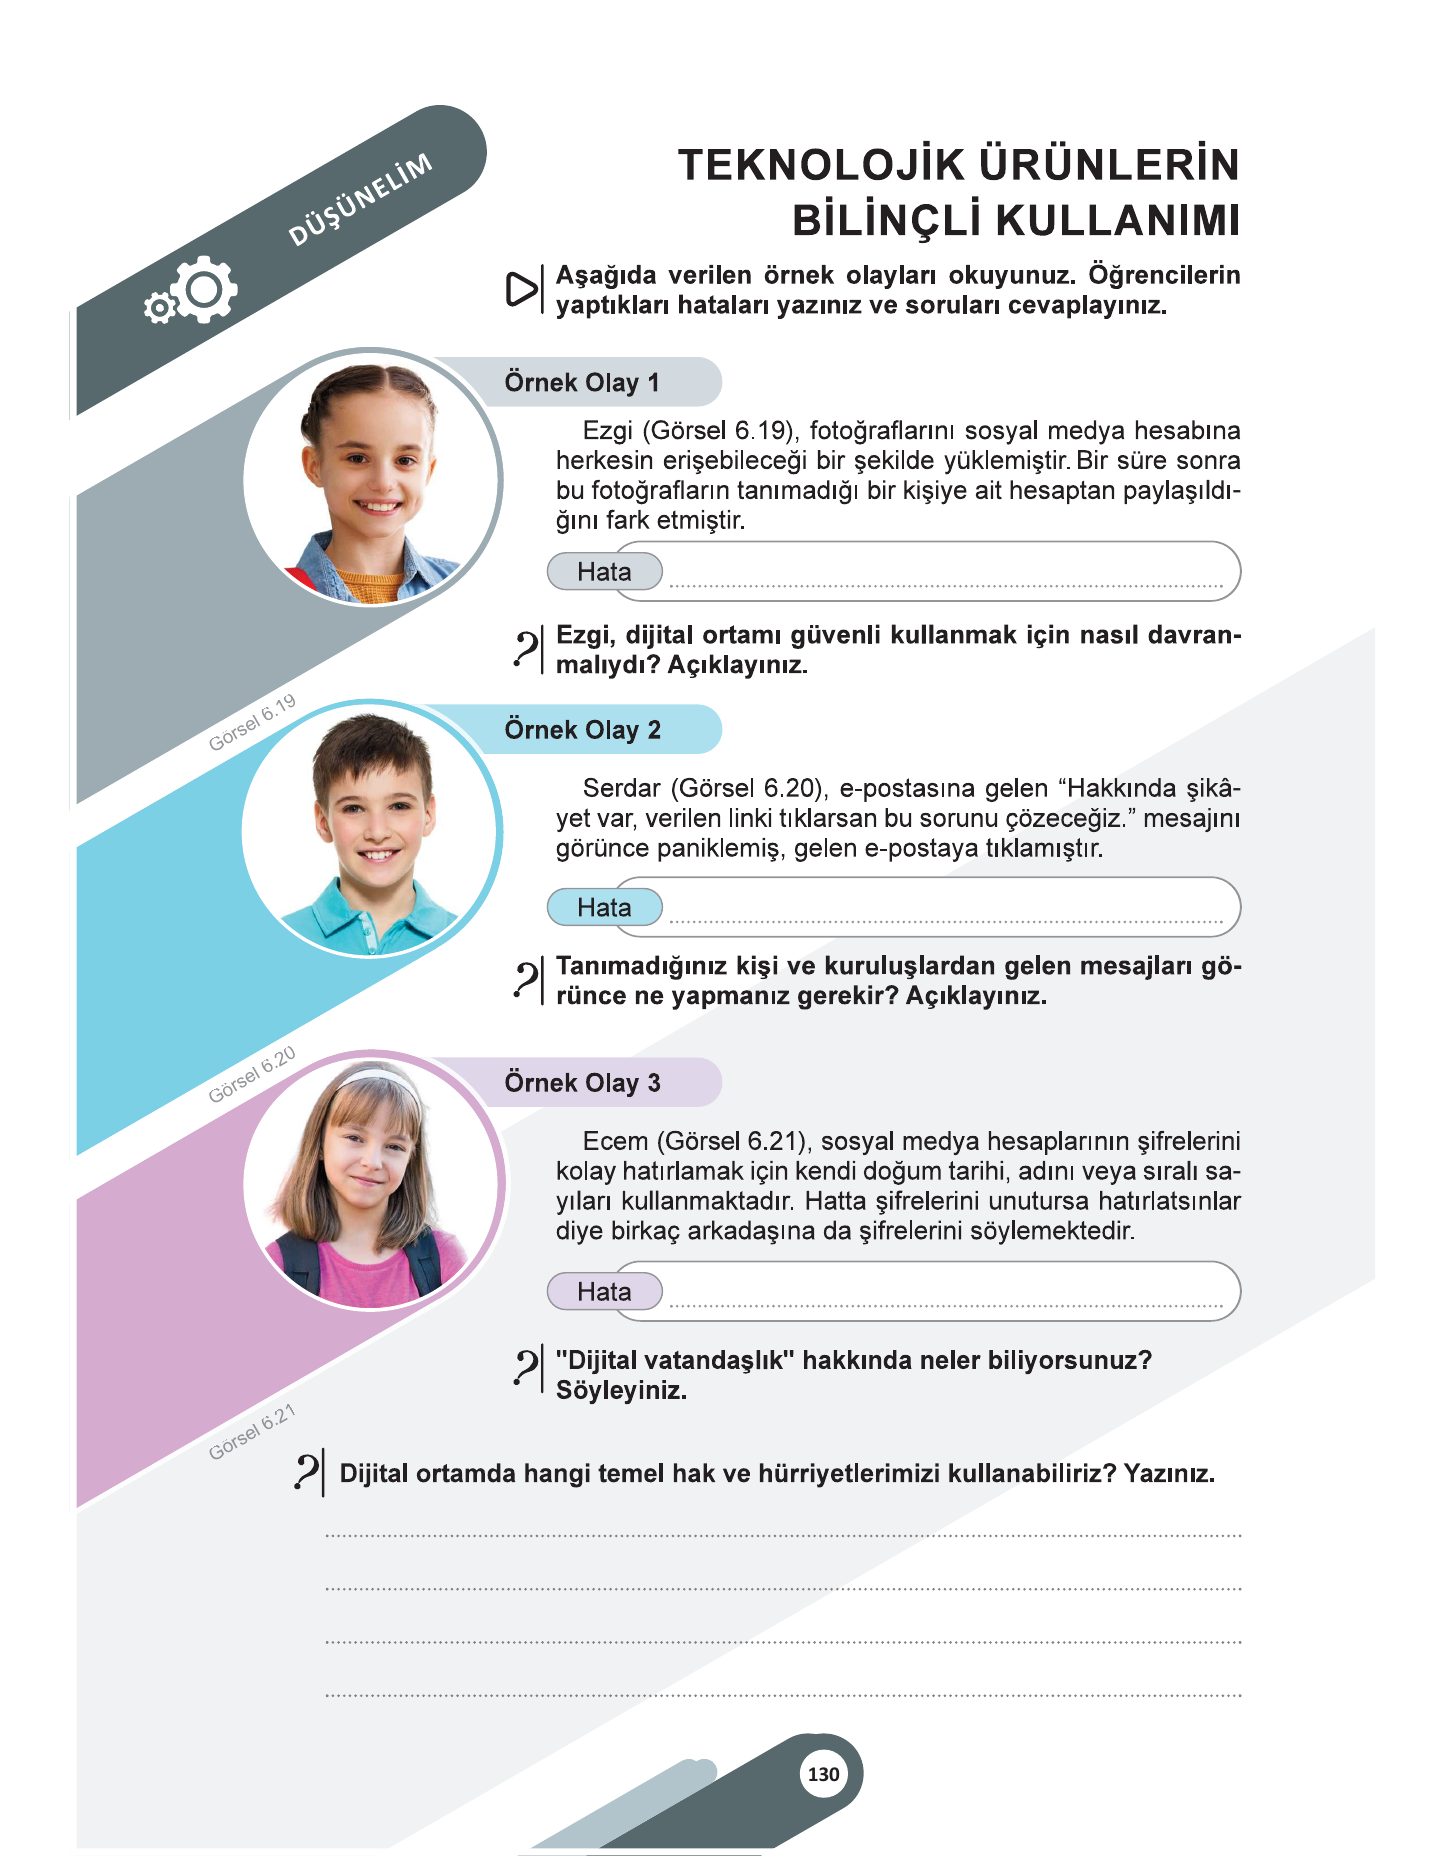 DÜŞÜNELİM
TEKNOLOJİK ÜRÜNLERİN
BİLİNÇLİ KULLANIMI
Aşağıda verilen örnek olayları okuyunuz. Öğrencilerin
yaptıkları hataları yazınız ve soruları cevaplayınız.
Örnek Olay 1
Ezgi (Görsel 6.19), fotoğraflarını sosyal medya hesabına
herkesin erişebileceği bir şekilde yüklemiştir. Bir süre sonra
bu fotoğrafların tanımadığı bir kişiye ait hesaptan paylaşıldı-
ğını fark etmiştir.
Hata
? Ezgi, dijital ortamı güvenli kullanmak için nasıl davran-
malıydı? Açıklayınız.
Görsel 6.19
Örnek Olay 2
Serdar (Görsel 6.20), e-postasına gelen “Hakkında şikâ-
yet var, verilen linki tıklarsan bu sorunu çözeceğiz.” mesajını
görünce paniklemiş, gelen e-postaya tıklamıştır.
Hata
? Tanımadığınız kişi ve kuruluşlardan gelen mesajları gö-
rünce ne yapmanız gerekir? Açıklayınız.
Görsel 6.20
Örnek Olay 3
Ecem (Görsel 6.21), sosyal medya hesaplarının şifrelerini
kolay hatırlamak için kendi doğum tarihi, adını veya sıralı sa-
yıları kullanmaktadır. Hatta şifrelerini unutursa hatırlatsınlar
diye birkaç arkadaşına da şifrelerini söylemektedir.
Hata
? "Dijital vatandaşlık" hakkında neler biliyorsunuz?
Söyleyiniz.
Görsel 6.21
? Dijital ortamda hangi temel hak ve hürriyetlerimizi kullanabiliriz? Yazınız.
130